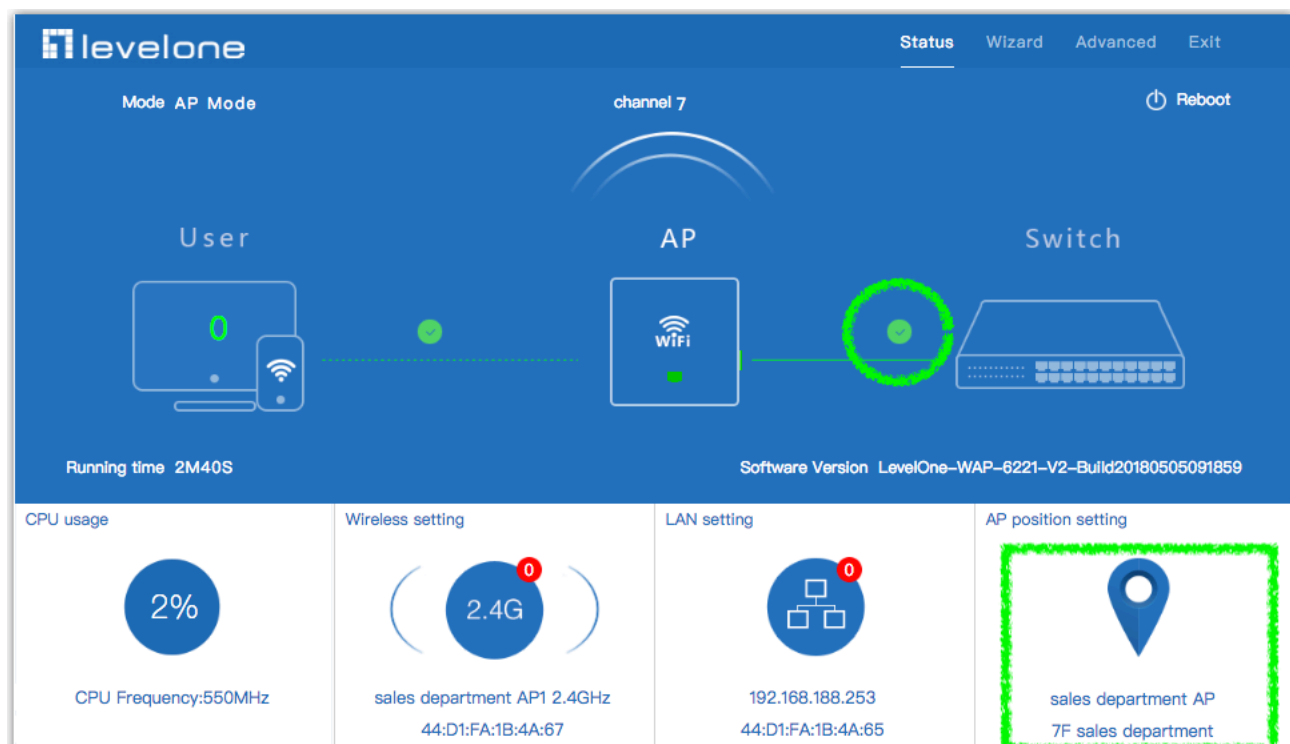 levelone
Status Wizard Advanced Exit
Mode AP Mode
channel 7
Reboot
User
AP
Switch
0
WiFi
Running time 2M40S
Software Version LevelOne-WAP-6221-V2-Build20180505091859
CPU usage
2%
CPU Frequency:550MHz
Wireless setting
0
2.4G
sales department AP1 2.4GHz
44:D1:FA:1B:4A:67
LAN setting
0
192.168.188.253
44:D1:FA:1B:4A:65
AP position setting
sales department AP
7F sales department